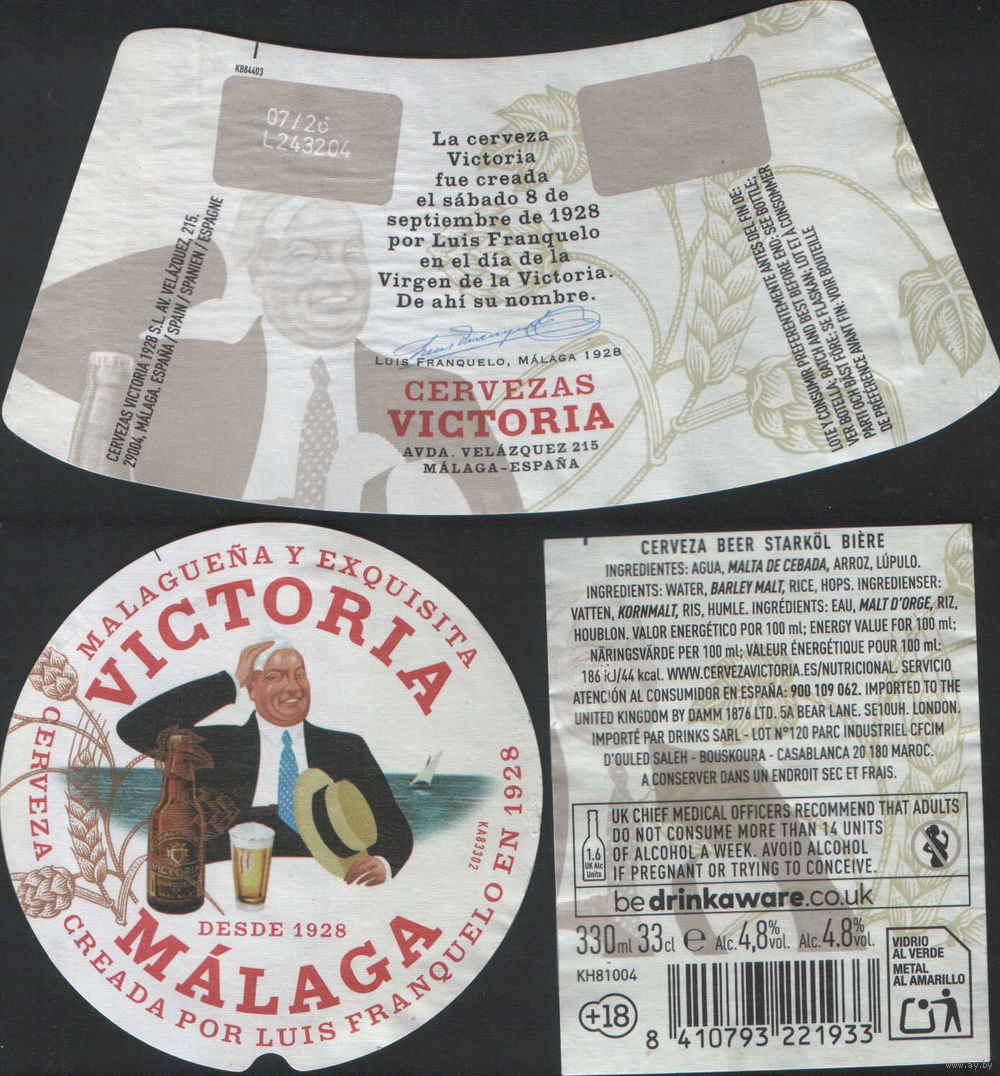 KB84403
07/26
L243204
La cerveza
Victoria
fue creada
el sábado 8 de
septiembre de 1928
por Luis Franquelo
en el día de la
Virgen de la Victoria.
De ahí su nombre.
LUIS FRANQUELO, MÁLAGA 1928
CERVEZAS
VICTORIA
AVDA. VELÁZQUEZ 215
MÁLAGA-ESPAÑA
CERVEZAS VICTORIA 1928 S.L. AV. VELÁZQUEZ, 215.
29004, MÁLAGA. ESPAÑA / SPAIN / SPANIEN / ESPAGNE
LOTE Y CONSUMIR PREFERENTEMENTE ANTES DEL FIN DE:
VER BOTELLA; BATCH AND BEST BEFORE END: SEE BOTTLE;
PARTI OCH BÄST FÖRE: SE FLASKAN; LOT ET À CONSOMMER
DE PRÉFÉRENCE AVANT FIN: VOIR BOUTEILLE
MALAGUEÑA Y EXQUISITA
VICTORIA
CERVEZA
DESDE 1928
MÁLAGA
CREADA POR LUIS FRANQUELO EN 1928
KA83302
VICTORIA
CERVEZA BEER STARKÖL BIÈRE
INGREDIENTES: AGUA, MALTA DE CEBADA, ARROZ, LÚPULO.
INGREDIENTS: WATER, BARLEY MALT, RICE, HOPS. INGREDIENSER:
VATTEN, KORNMALT, RIS, HUMLE. INGRÉDIENTS: EAU, MALT D'ORGE, RIZ,
HOUBLON. VALOR ENERGÉTICO POR 100 ml; ENERGY VALUE FOR 100 ml;
NÄRINGSVÄRDE PER 100 ml; VALEUR ÉNERGÉTIQUE POUR 100 ml:
186 kJ/44 kcal. WWW.CERVEZAVICTORIA.ES/NUTRICIONAL. SERVICIO
ATENCIÓN AL CONSUMIDOR EN ESPAÑA: 900 109 062. IMPORTED TO THE
UNITED KINGDOM BY DAMM 1876 LTD. 5A BEAR LANE. SE10UH. LONDON.
IMPORTÉ PAR DRINKS SARL - LOT N°120 PARC INDUSTRIEL CFCIM
D'OULED SALEH - BOUSKOURA - CASABLANCA 20 180 MAROC.
A CONSERVER DANS UN ENDROIT SEC ET FRAIS.
1.6
UK Alc
Units
UK CHIEF MEDICAL OFFICERS RECOMMEND THAT ADULTS
DO NOT CONSUME MORE THAN 14 UNITS
OF ALCOHOL A WEEK. AVOID ALCOHOL
IF PREGNANT OR TRYING TO CONCEIVE.
bedrinkaware.co.uk
330ml 33cl e Alc.4,8%vol. Alc.4.8%vol.
KH81004
+18
8 410793 221933
VIDRIO
AL VERDE
METAL
AL AMARILLO
www.ay.by